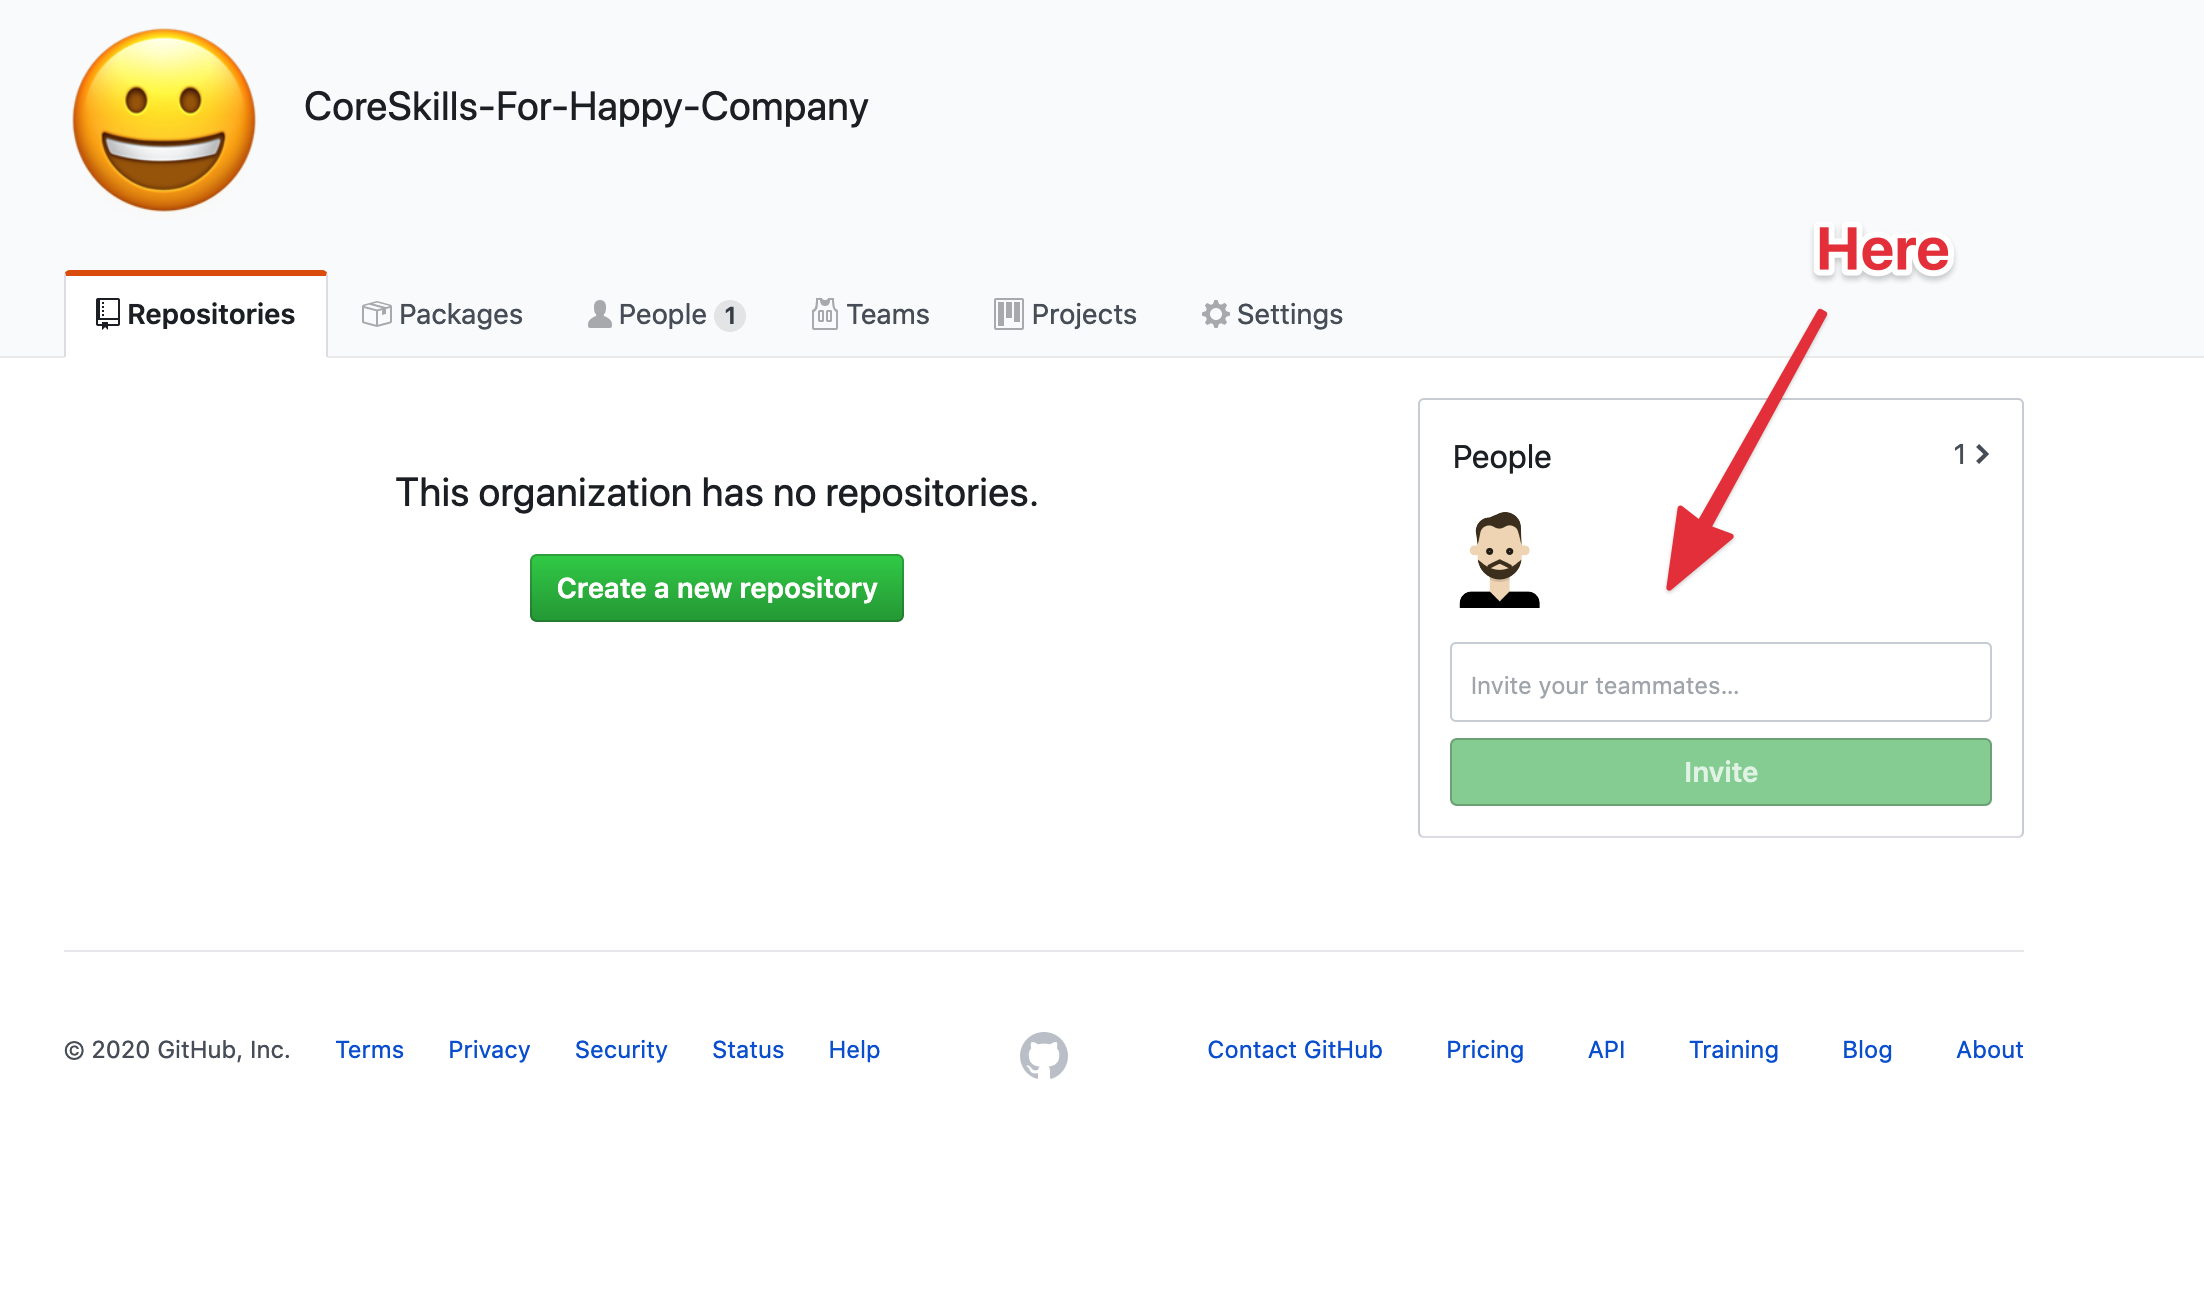 CoreSkills-For-Happy-Company
Here
Repositories Packages People 1 Teams Projects Settings
People 1
This organization has no repositories.
Create a new repository
Invite your teammates...
Invite
© 2020 GitHub, Inc. Terms Privacy Security Status Help Contact GitHub Pricing API Training Blog About